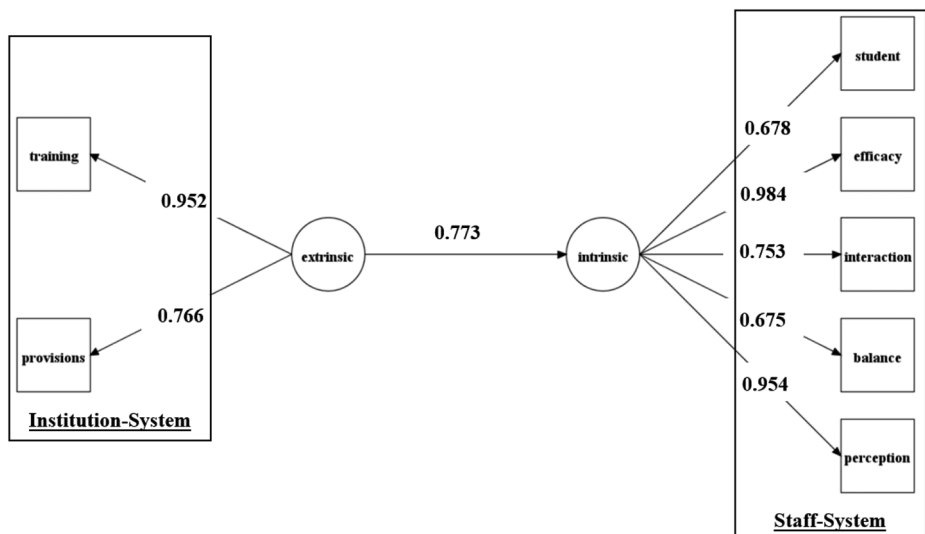 student
0.678
training
efficacy
0.984
0.952
0.773
extrinsic
intrinsic
0.753
interaction
0.766
0.675
provisions
balance
0.954
Institution-System
perception
Staff-System